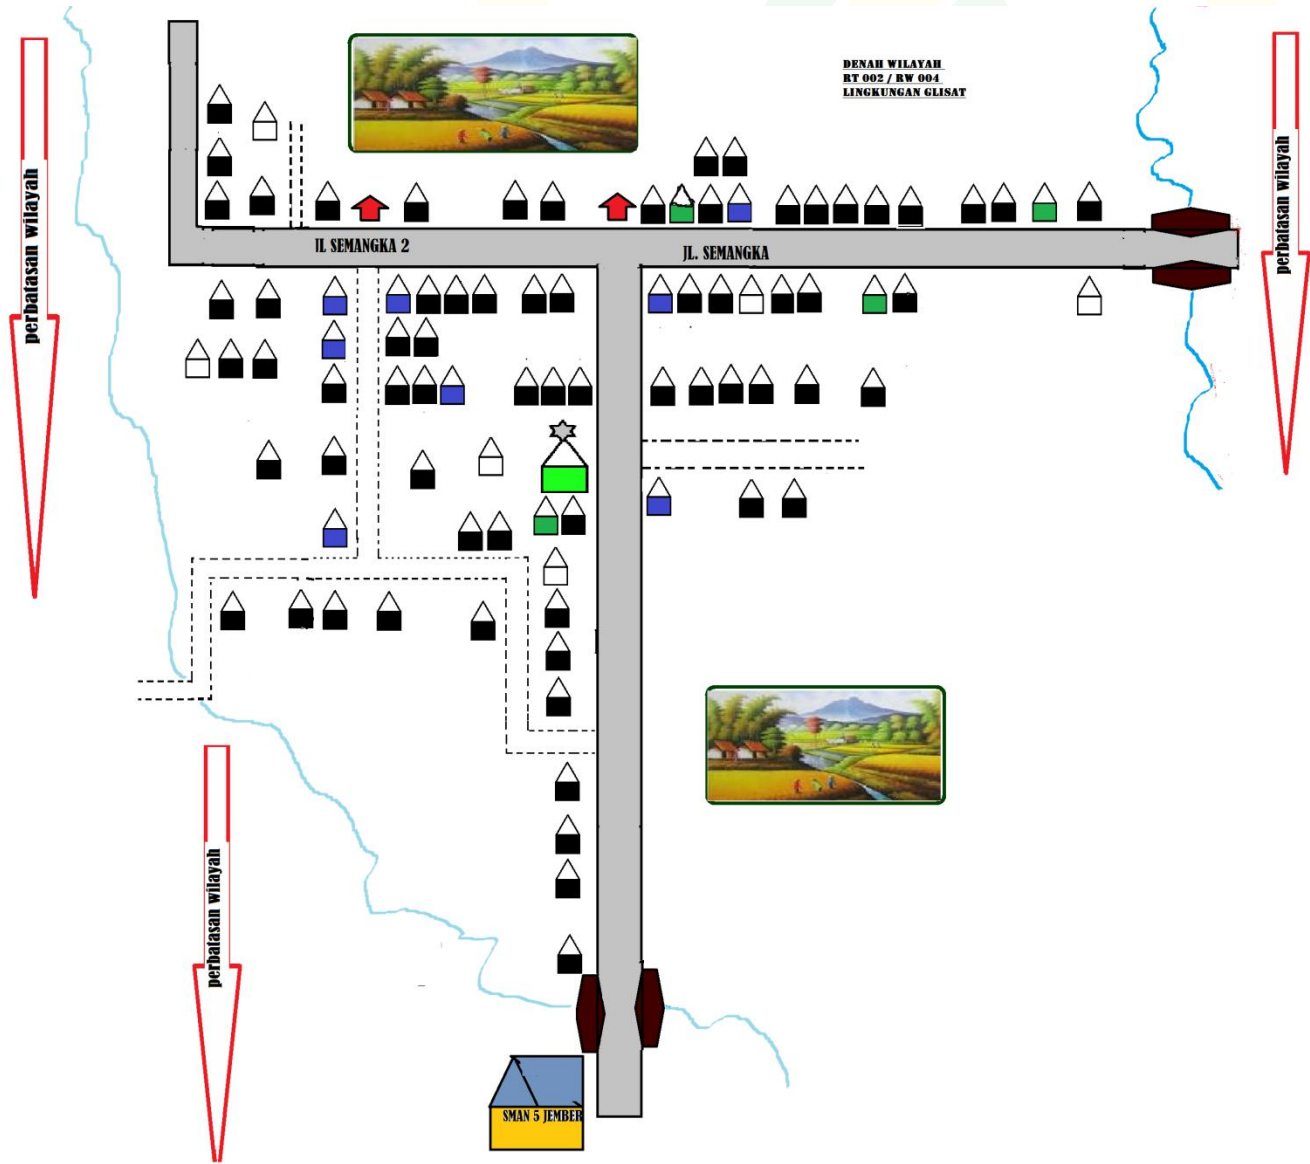 DENAH WILAYAH
RT 002 / RW 004
LINGKUNGAN GLISAT
perbatasan wilayah
perbatasan wilayah
JL SEMANGKA 2
JL. SEMANGKA
perbatasan wilayah
SMAN 5 JEMBER